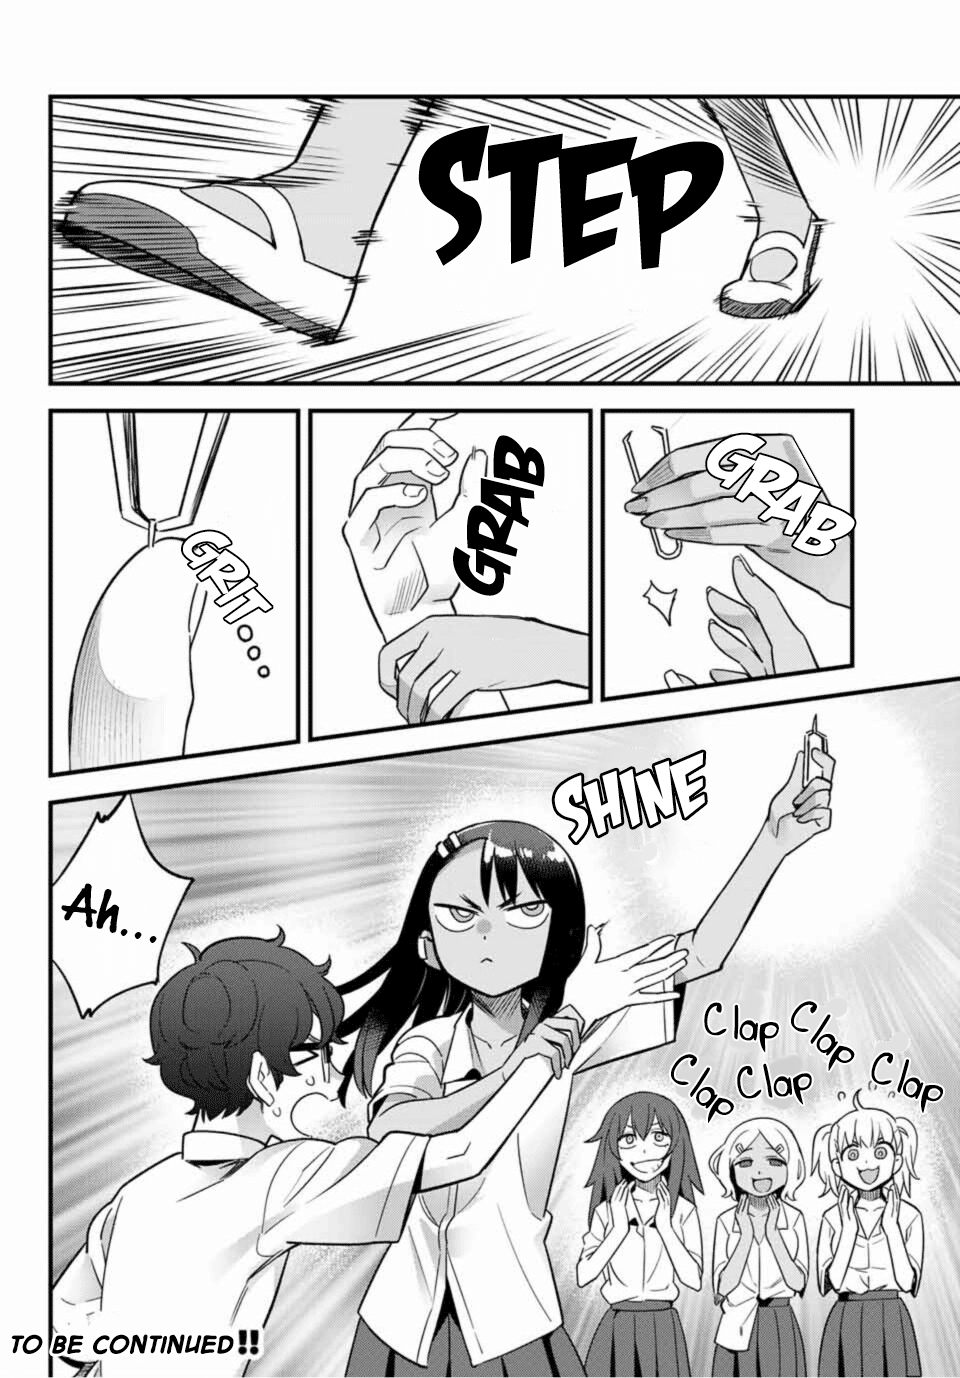 STEP
GRIT...
GRAB
GRAB
SHINE
Ah...
Clap Clap Clap
Clap Clap
TO BE CONTINUED!!